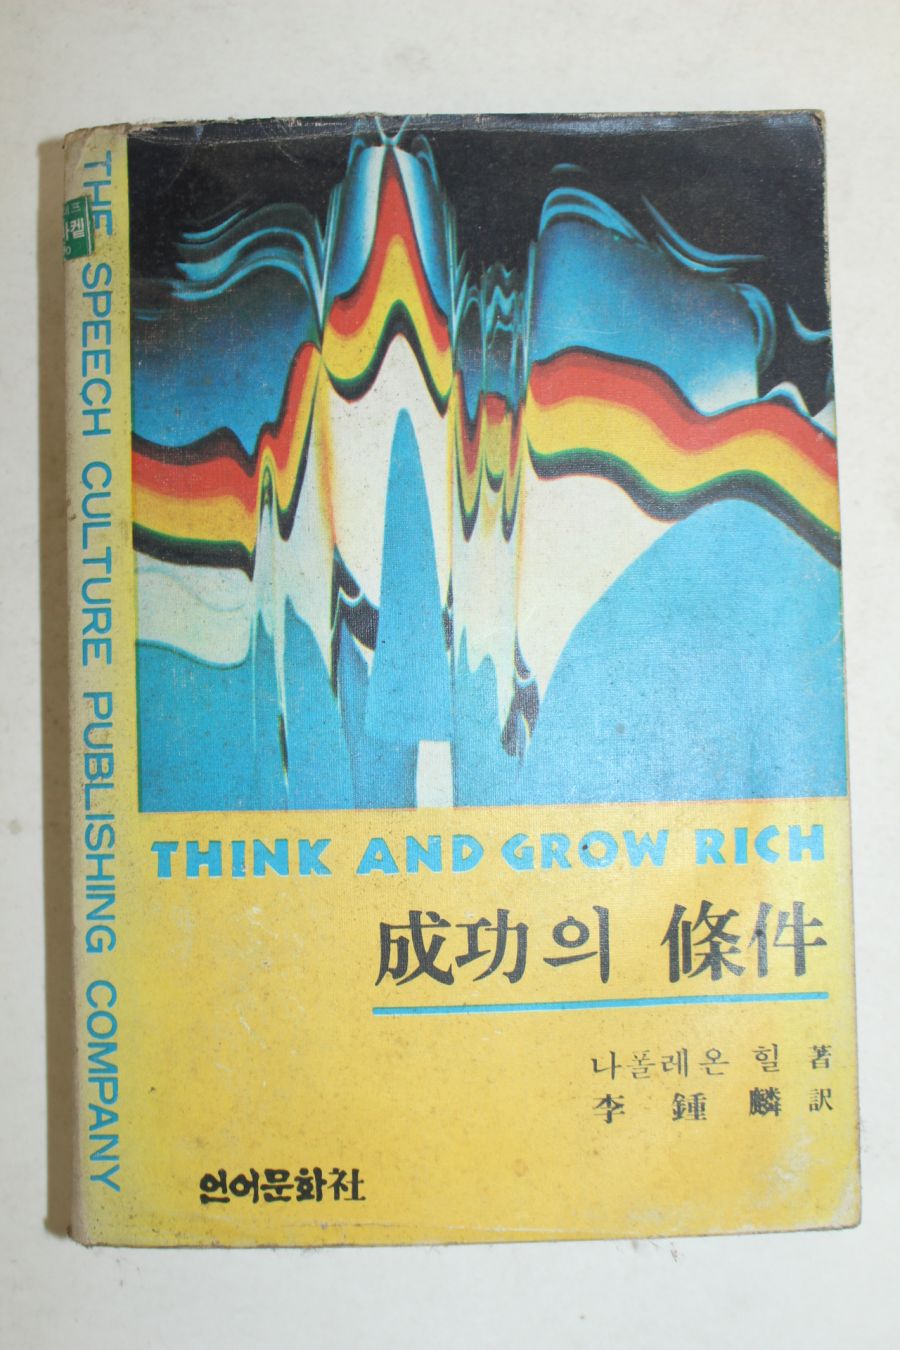 THE SPEECH CULTURE PUBLISHING COMPANY
THINK AND GROW RICH
成功의 條件
나폴레온 힐 著
李鍾麟 訳
언어문화社